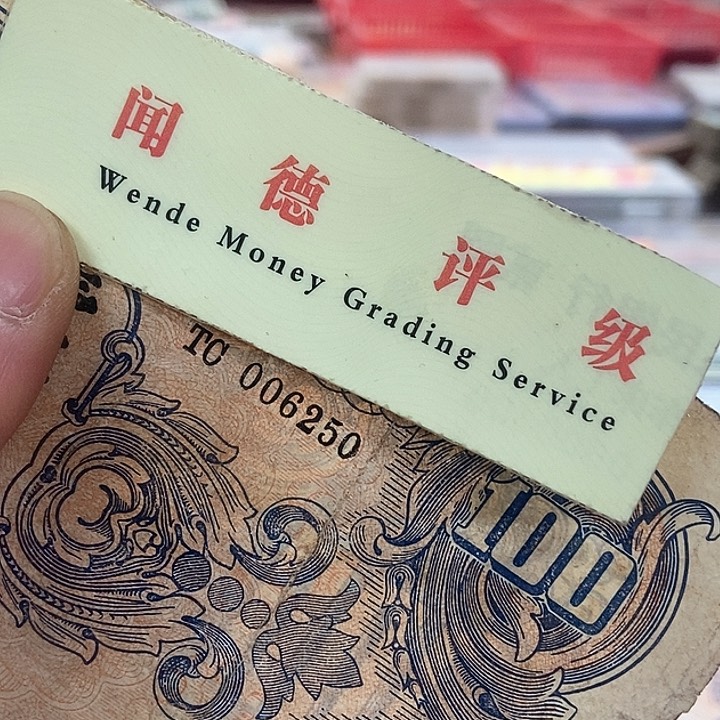 闻德评级
Wende Money Grading Service
TC 006250
100